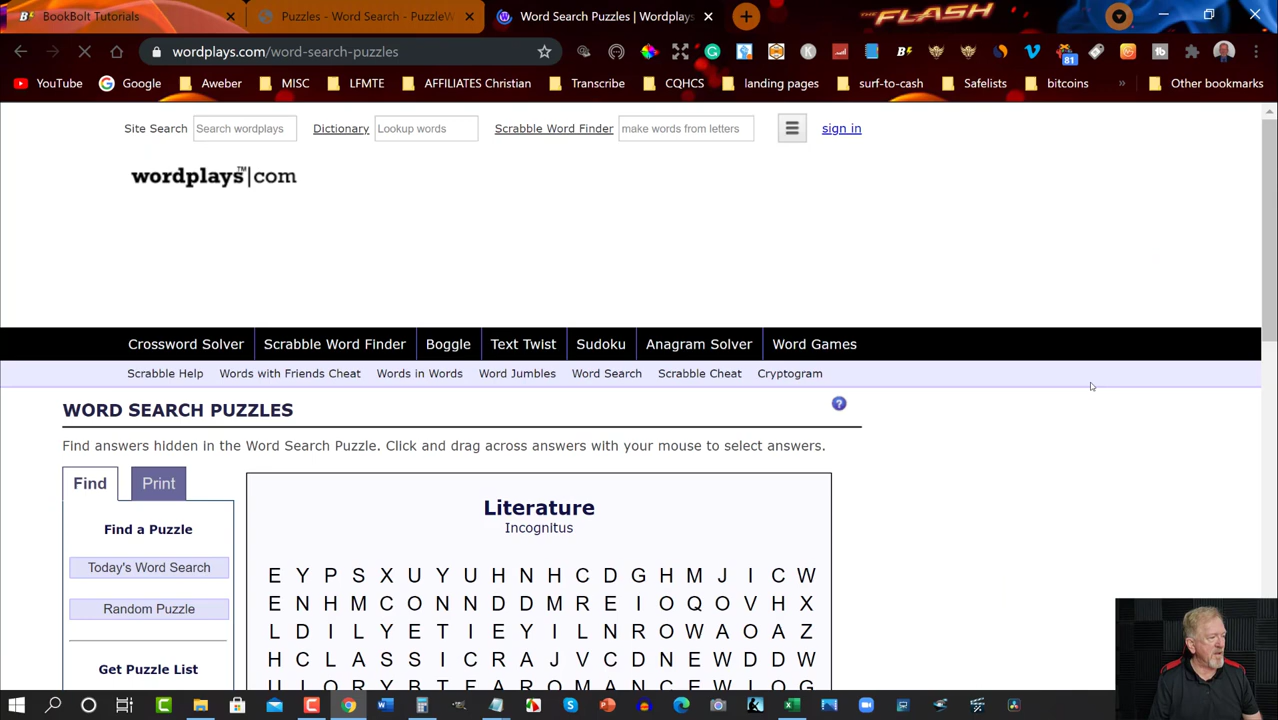 BookBolt Tutorials
Puzzles - Word Search - PuzzleW
Word Search Puzzles | Wordplays
THE FLASH
wordplays.com/word-search-puzzles
81
YouTube Google Aweber MISC LFMTE AFFILIATES Christian Transcribe CQHCS landing pages surf-to-cash Safelists bitcoins » Other bookmarks
Site Search Search wordplays Dictionary Lookup words Scrabble Word Finder make words from letters sign in
wordplays™|com
Crossword Solver Scrabble Word Finder Boggle Text Twist Sudoku Anagram Solver Word Games
Scrabble Help Words with Friends Cheat Words in Words Word Jumbles Word Search Scrabble Cheat Cryptogram
WORD SEARCH PUZZLES
?
Find answers hidden in the Word Search Puzzle. Click and drag across answers with your mouse to select answers.
Find Print
Find a Puzzle
Today's Word Search
Random Puzzle
Get Puzzle List
Literature
Incognitus
E Y P S X U Y U H N H C D G H M J I C W
E N H M C O N N D D M R E I O Q O V H X
L D I L Y E T I E Y I L N R O W A O A Z
H C L A S S I C R A J V C D N E W D D W
U I O R Y B T F A R O M A N C E W I O G